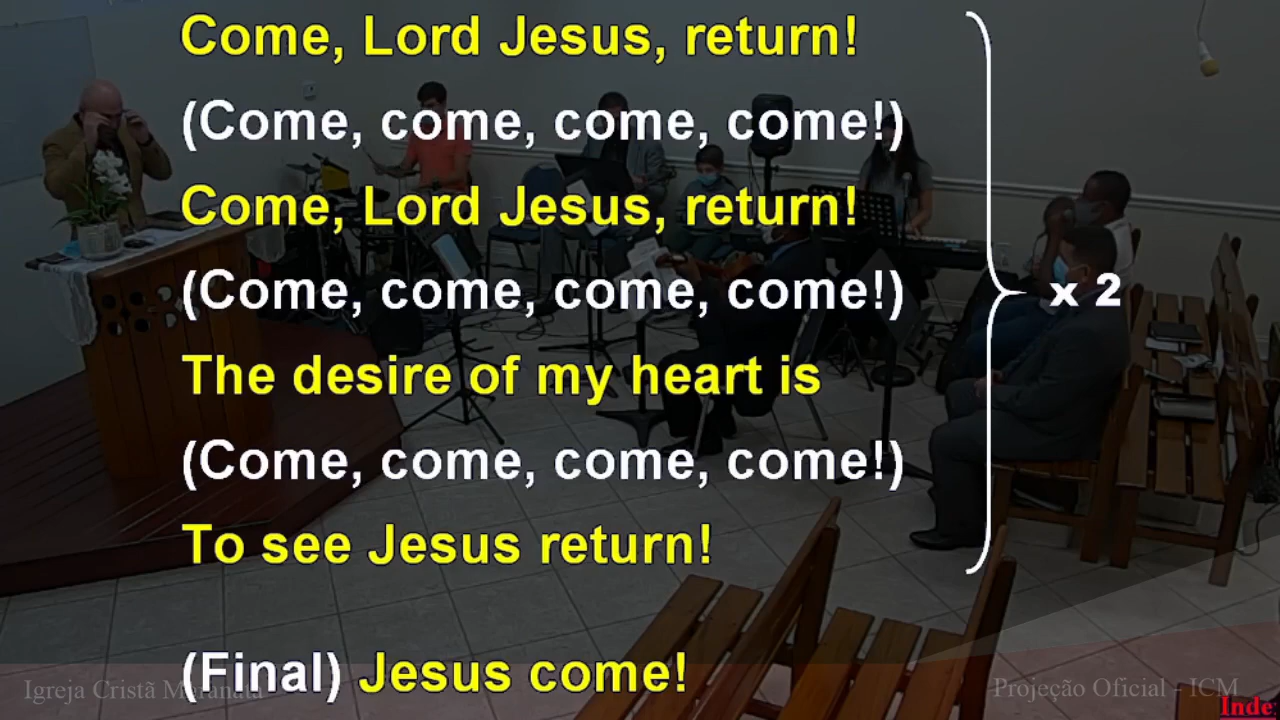 Come, Lord Jesus, return!
(Come, come, come, come!)
Come, Lord Jesus, return!
(Come, come, come, come!)
x 2
The desire of my heart is
(Come, come, come, come!)
To see Jesus return!
(Final) Jesus come!
Igreja Cristã Maranata
Projeção Oficial - ICM
Inde